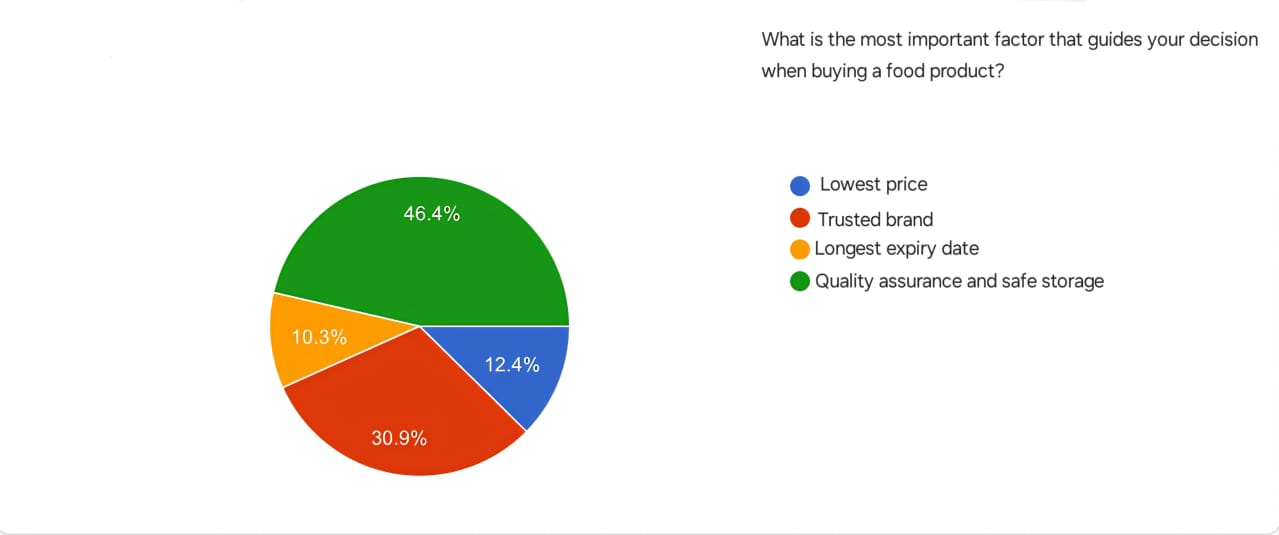 What is the most important factor that guides your decision
when buying a food product?
Lowest price
Trusted brand
Longest expiry date
Quality assurance and safe storage
46.4%
10.3%
12.4%
30.9%